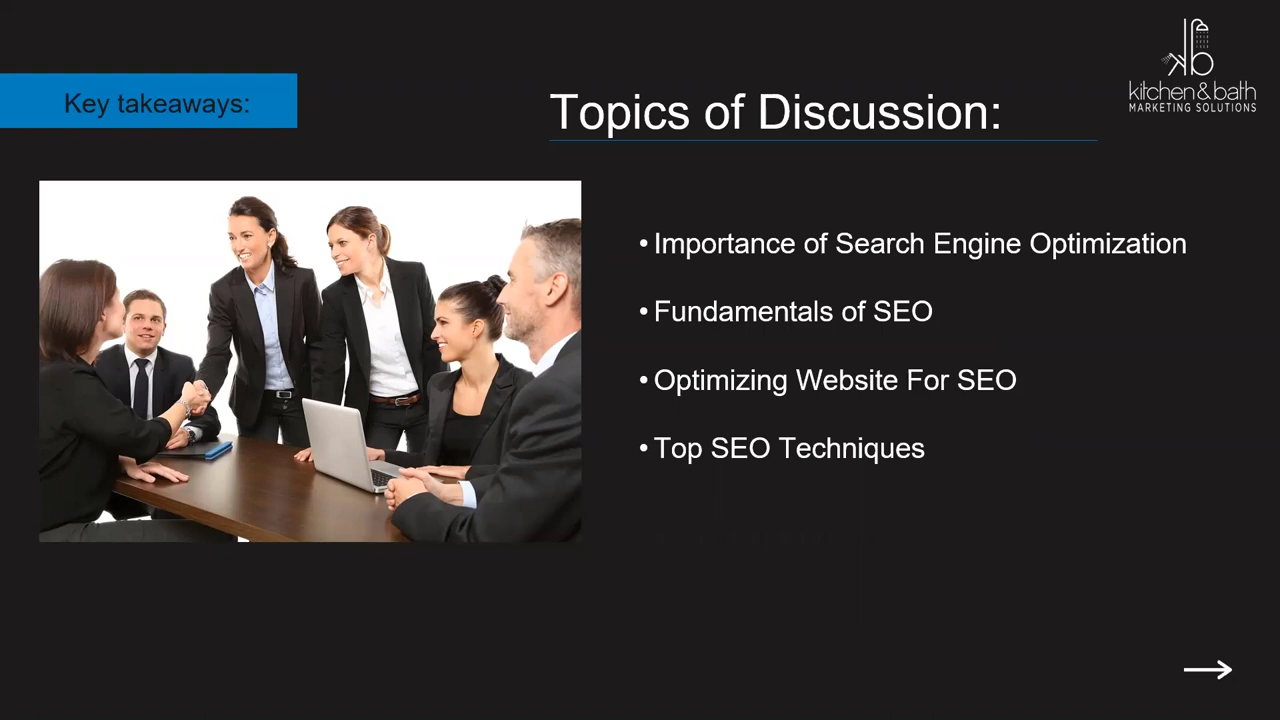 Key takeaways:
Topics of Discussion:
kitchen&bath
MARKETING SOLUTIONS
• Importance of Search Engine Optimization
• Fundamentals of SEO
• Optimizing Website For SEO
• Top SEO Techniques